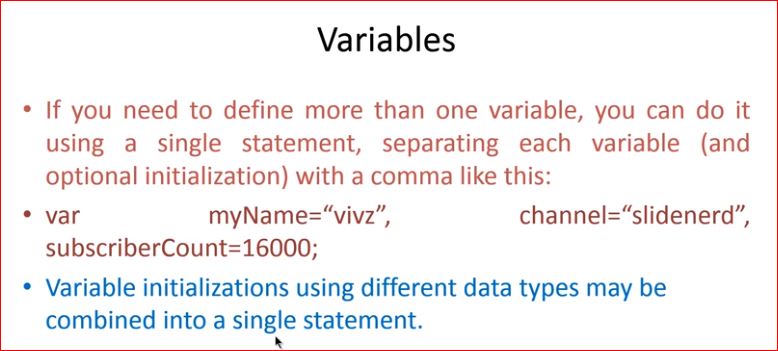 Variables
• If you need to define more than one variable, you can do it
using a single statement, separating each variable (and
optional initialization) with a comma like this:
• var myName=“vivz”, channel=“slidenerd”,
subscriberCount=16000;
• Variable initializations using different data types may be
combined into a single statement.